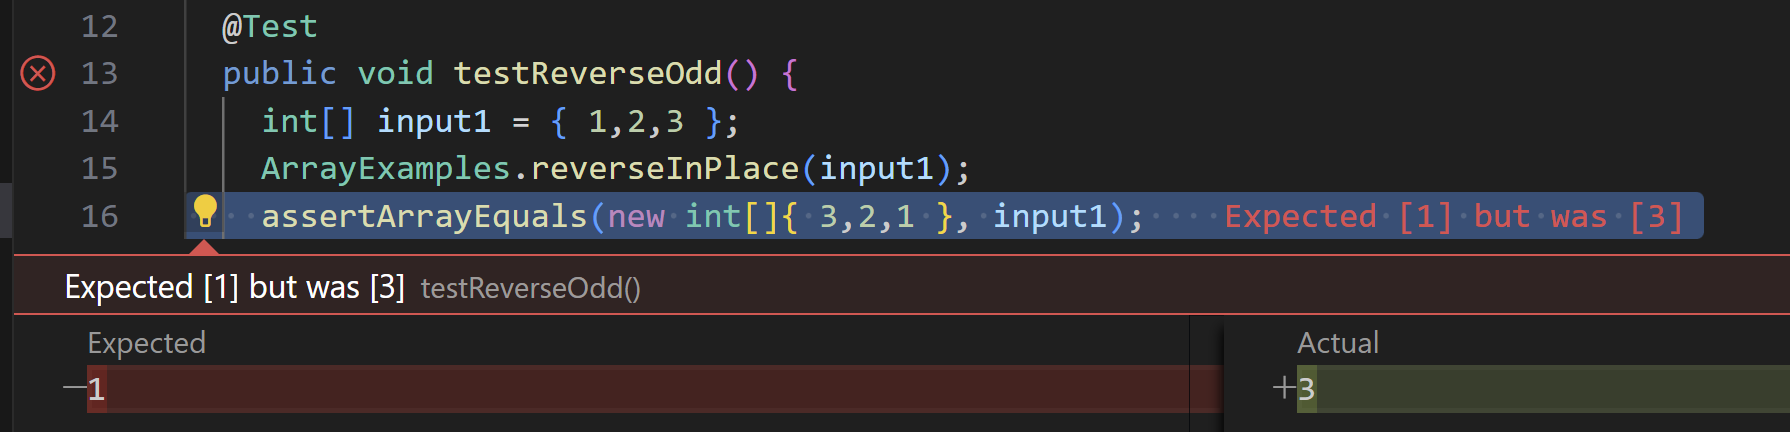 12 @Test
13 public void testReverseOdd() {
14 int[] input1 = { 1,2,3 };
15 ArrayExamples.reverseInPlace(input1);
16 assertArrayEquals(new int[]{ 3,2,1 }, input1); Expected [1] but was [3]
Expected [1] but was [3] testReverseOdd()
Expected Actual
—1 +3